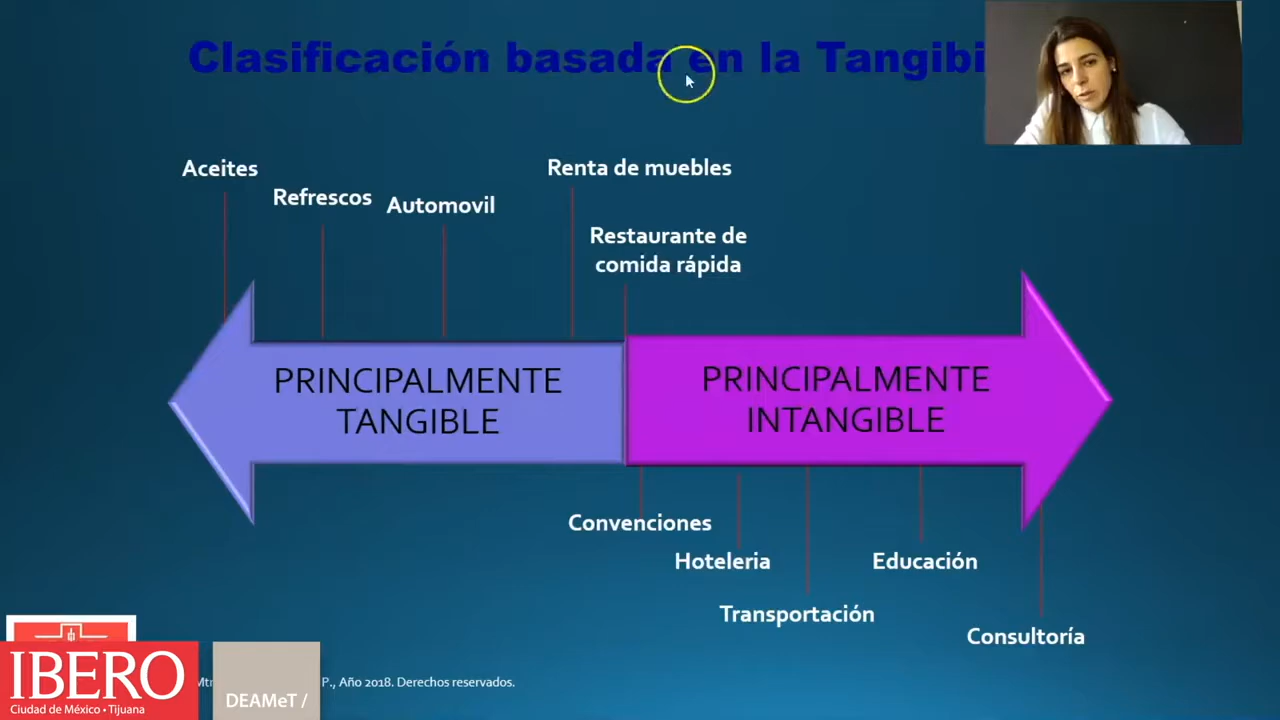 Clasificación basada en la
Aceites
Refrescos
Automovil
Renta de muebles
Restaurante de
comida rápida
PRINCIPALMENTE
TANGIBLE
PRINCIPALMENTE
INTANGIBLE
Convenciones
Hoteleria
Transportación
Educación
Consultoría
IBERO
Ciudad de México • Tijuana
DEAMeT /
P., Año 2018. Derechos reservados.